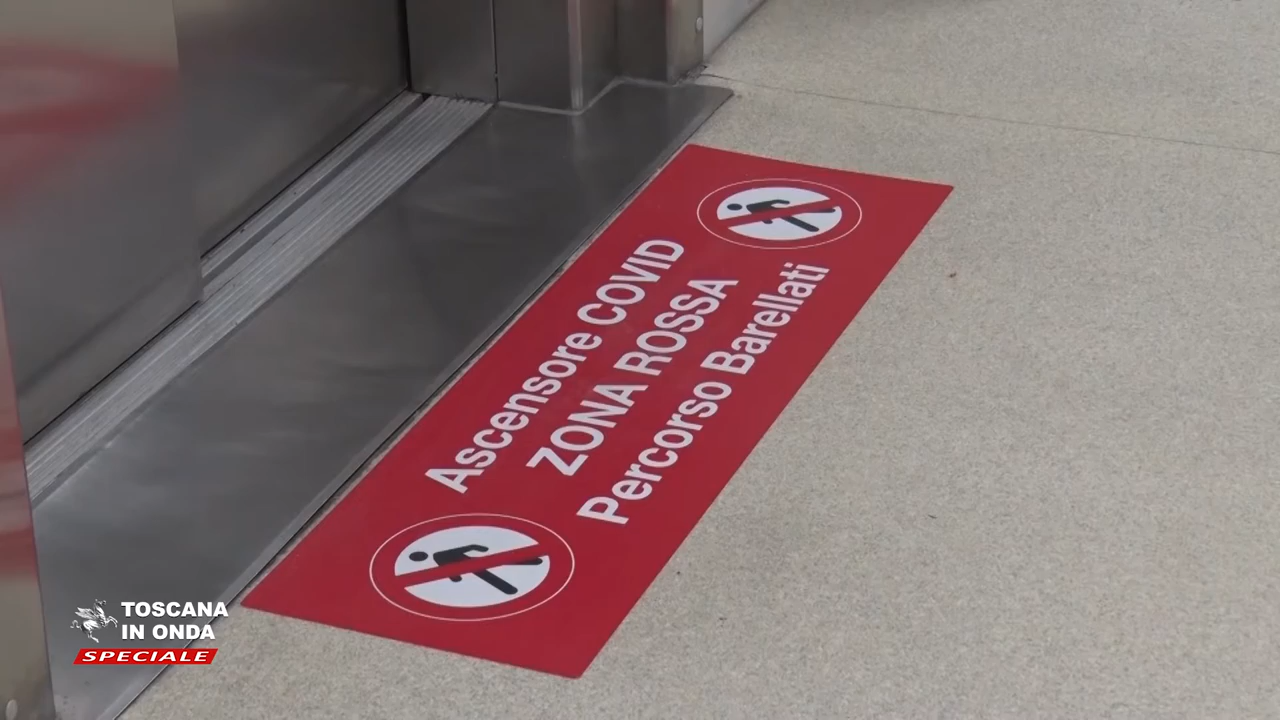 Ascensore COVID
ZONA ROSSA
Percorso Barellati
TOSCANA
IN ONDA
SPECIALE